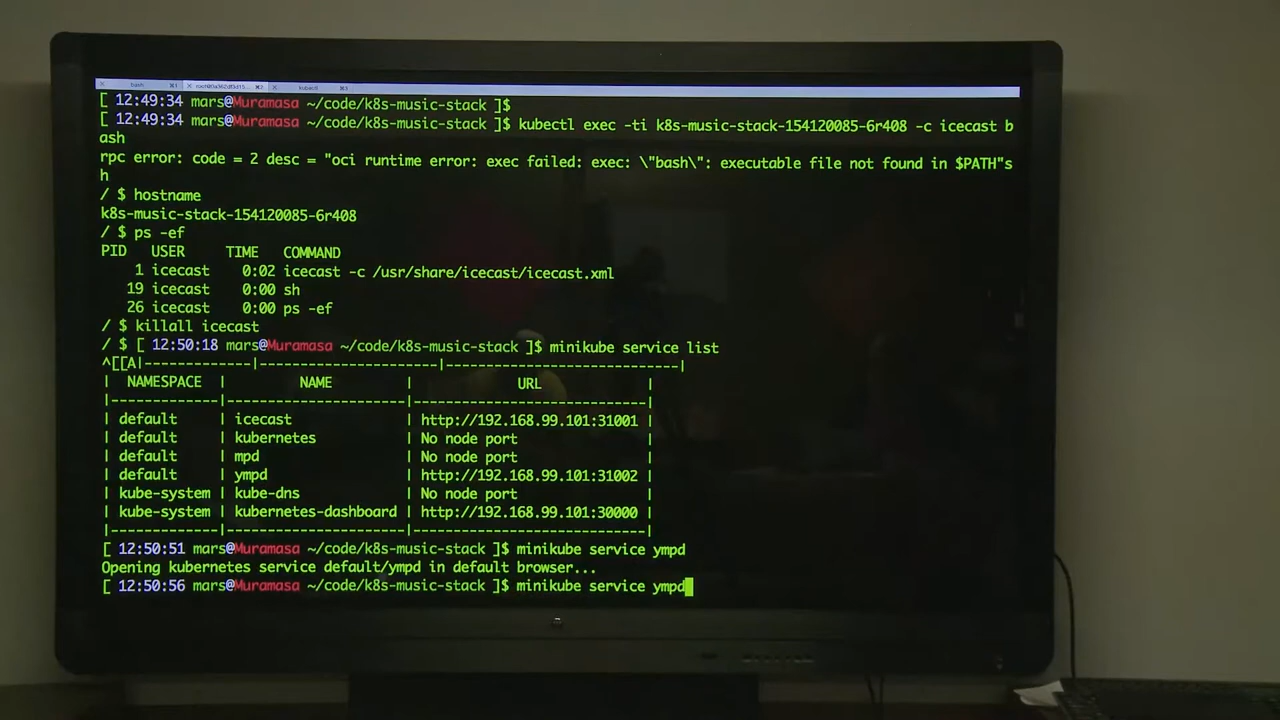 bash ⌘1 ⌘2 kubectl ⌘3
[ 12:49:34 mars@Muramasa ~/code/k8s-music-stack ]$
[ 12:49:34 mars@Muramasa ~/code/k8s-music-stack ]$ kubectl exec -ti k8s-music-stack-154120085-6r408 -c icecast b
ash
rpc error: code = 2 desc = "oci runtime error: exec failed: exec: \"bash\": executable file not found in $PATH"s
h
/ $ hostname
k8s-music-stack-154120085-6r408
/ $ ps -ef
PID USER TIME COMMAND
1 icecast 0:02 icecast -c /usr/share/icecast/icecast.xml
19 icecast 0:00 sh
26 icecast 0:00 ps -ef
/ $ killall icecast
/ $ [ 12:50:18 mars@Muramasa ~/code/k8s-music-stack ]$ minikube service list
^[[A|-------------|----------------------|-----------------------------|
| NAMESPACE | NAME | URL |
|-------------|----------------------|-----------------------------|
| default | icecast | http://192.168.99.101:31001 |
| default | kubernetes | No node port |
| default | mpd | No node port |
| default | ympd | http://192.168.99.101:31002 |
| kube-system | kube-dns | No node port |
| kube-system | kubernetes-dashboard | http://192.168.99.101:30000 |
|-------------|----------------------|-----------------------------|
[ 12:50:51 mars@Muramasa ~/code/k8s-music-stack ]$ minikube service ympd
Opening kubernetes service default/ympd in default browser...
[ 12:50:56 mars@Muramasa ~/code/k8s-music-stack ]$ minikube service ympd